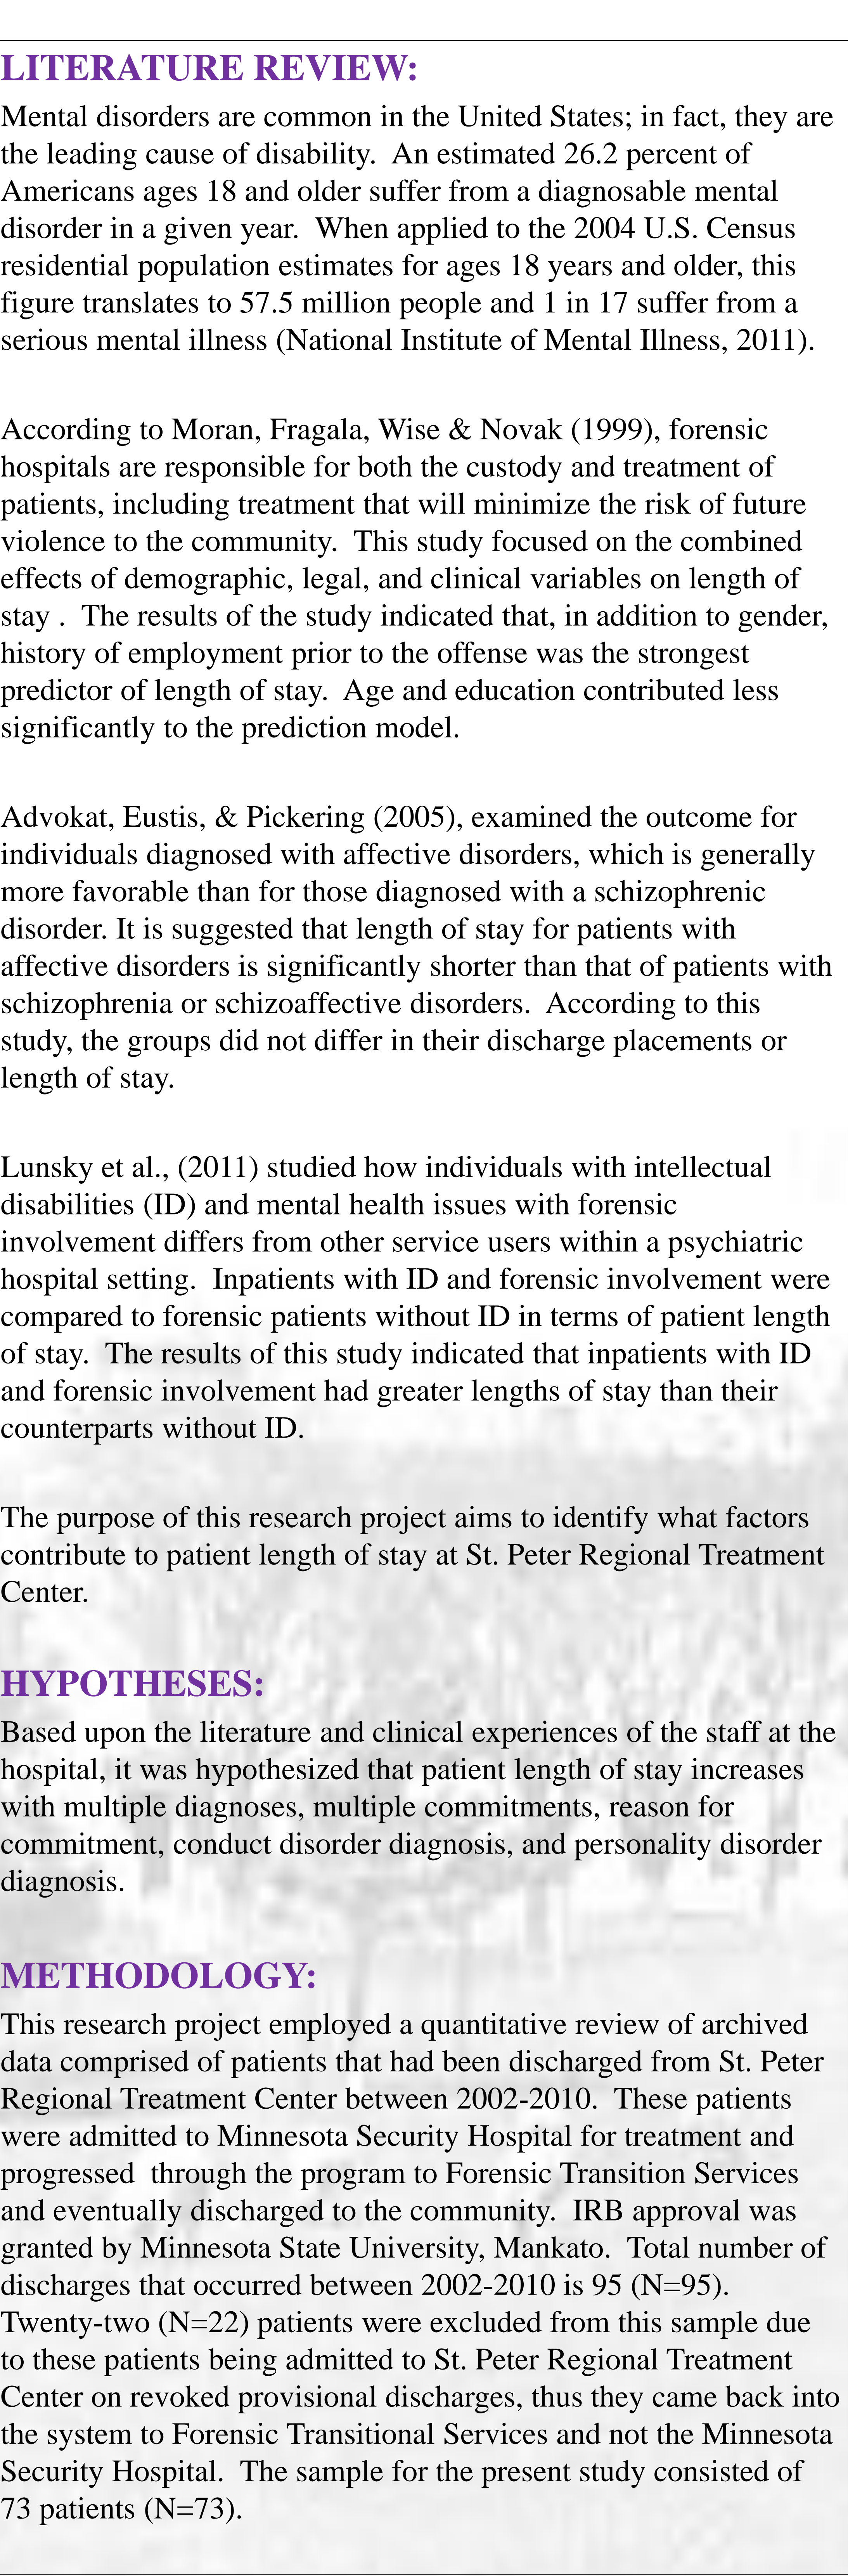 LITERATURE REVIEW:
Mental disorders are common in the United States; in fact, they are
the leading cause of disability.  An estimated 26.2 percent of
Americans ages 18 and older suffer from a diagnosable mental
disorder in a given year.  When applied to the 2004 U.S. Census
residential population estimates for ages 18 years and older, this
figure translates to 57.5 million people and 1 in 17 suffer from a
serious mental illness (National Institute of Mental Illness, 2011).
According to Moran, Fragala, Wise & Novak (1999), forensic
hospitals are responsible for both the custody and treatment of
patients, including treatment that will minimize the risk of future
violence to the community.  This study focused on the combined
effects of demographic, legal, and clinical variables on length of
stay .  The results of the study indicated that, in addition to gender,
history of employment prior to the offense was the strongest
predictor of length of stay.  Age and education contributed less
significantly to the prediction model.
Advokat, Eustis, & Pickering (2005), examined the outcome for
individuals diagnosed with affective disorders, which is generally
more favorable than for those diagnosed with a schizophrenic
disorder. It is suggested that length of stay for patients with
affective disorders is significantly shorter than that of patients with
schizophrenia or schizoaffective disorders.  According to this
study, the groups did not differ in their discharge placements or
length of stay.
Lunsky et al., (2011) studied how individuals with intellectual
disabilities (ID) and mental health issues with forensic
involvement differs from other service users within a psychiatric
hospital setting.  Inpatients with ID and forensic involvement were
compared to forensic patients without ID in terms of patient length
of stay.  The results of this study indicated that inpatients with ID
and forensic involvement had greater lengths of stay than their
counterparts without ID.
The purpose of this research project aims to identify what factors
contribute to patient length of stay at St. Peter Regional Treatment
Center.
HYPOTHESES:
Based upon the literature and clinical experiences of the staff at the
hospital, it was hypothesized that patient length of stay increases
with multiple diagnoses, multiple commitments, reason for
commitment, conduct disorder diagnosis, and personality disorder
diagnosis.
METHODOLOGY:
This research project employed a quantitative review of archived
data comprised of patients that had been discharged from St. Peter
Regional Treatment Center between 2002-2010.  These patients
were admitted to Minnesota Security Hospital for treatment and
progressed  through the program to Forensic Transition Services
and eventually discharged to the community.  IRB approval was
granted by Minnesota State University, Mankato.  Total number of
discharges that occurred between 2002-2010 is 95 (N=95).
Twenty-two (N=22) patients were excluded from this sample due
to these patients being admitted to St. Peter Regional Treatment
Center on revoked provisional discharges, thus they came back into
the system to Forensic Transitional Services and not the Minnesota
Security Hospital.  The sample for the present study consisted of
73 patients (N=73).